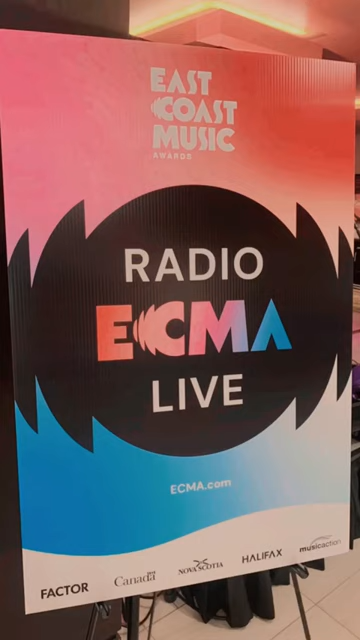 EAST
COAST
MUSIC
AWARDS
RADIO
ECMA
LIVE
ECMA.com
FACTOR
Canada
NOVA SCOTIA
HALIFAX
musicaction